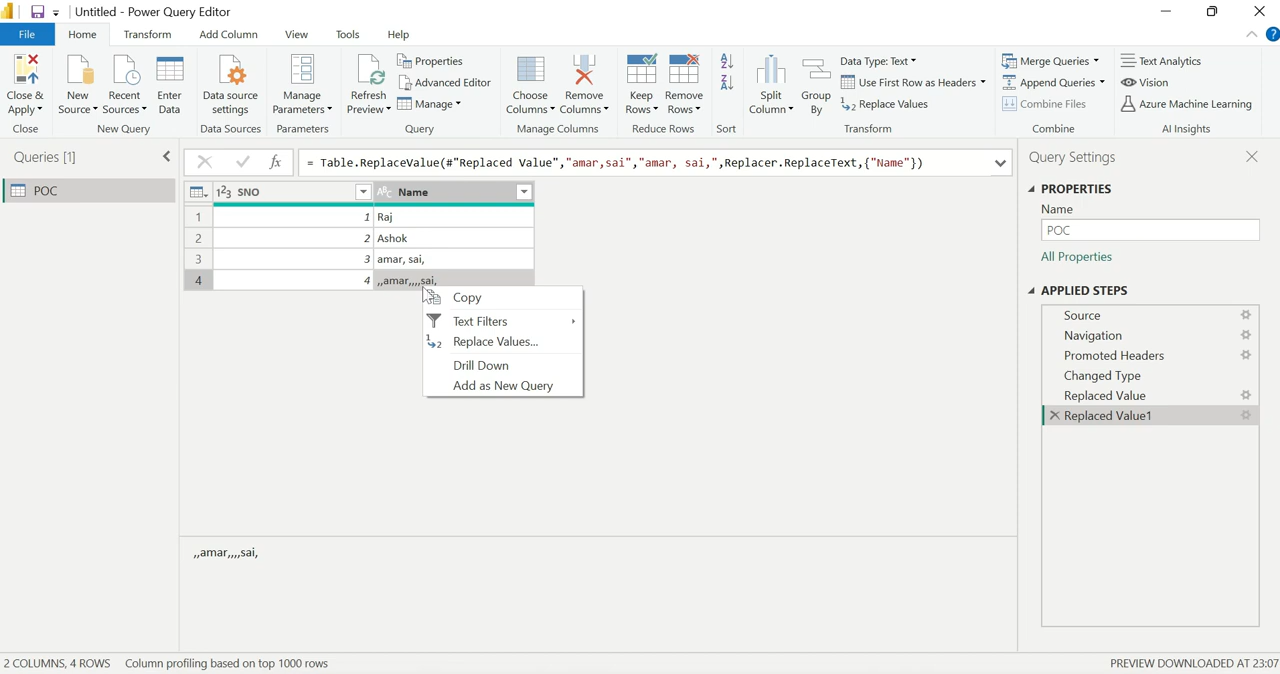 Untitled - Power Query Editor
File Home Transform Add Column View Tools Help
Close & Apply
Close
New Source
Recent Sources
Enter Data
New Query
Data source settings
Data Sources
Manage Parameters
Parameters
Refresh Preview
Properties
Advanced Editor
Manage
Query
Choose Columns
Remove Columns
Manage Columns
Keep Rows
Remove Rows
Reduce Rows
Sort
Split Column
Group By
Data Type: Text
Use First Row as Headers
Replace Values
Transform
Merge Queries
Append Queries
Combine Files
Combine
Text Analytics
Vision
Azure Machine Learning
AI Insights
Queries [1]
POC
fx = Table.ReplaceValue(#"Replaced Value","amar,sai","amar, sai,",Replacer.ReplaceText,{"Name"})
123 SNO ABC Name
1 1 Raj
2 2 Ashok
3 3 amar, sai,
4 4 ,,amar,,,,sai,
Copy
Text Filters
Replace Values...
Drill Down
Add as New Query
,,amar,,,,sai,
Query Settings
PROPERTIES
Name
POC
All Properties
APPLIED STEPS
Source
Navigation
Promoted Headers
Changed Type
Replaced Value
Replaced Value1
2 COLUMNS, 4 ROWS Column profiling based on top 1000 rows PREVIEW DOWNLOADED AT 23:07